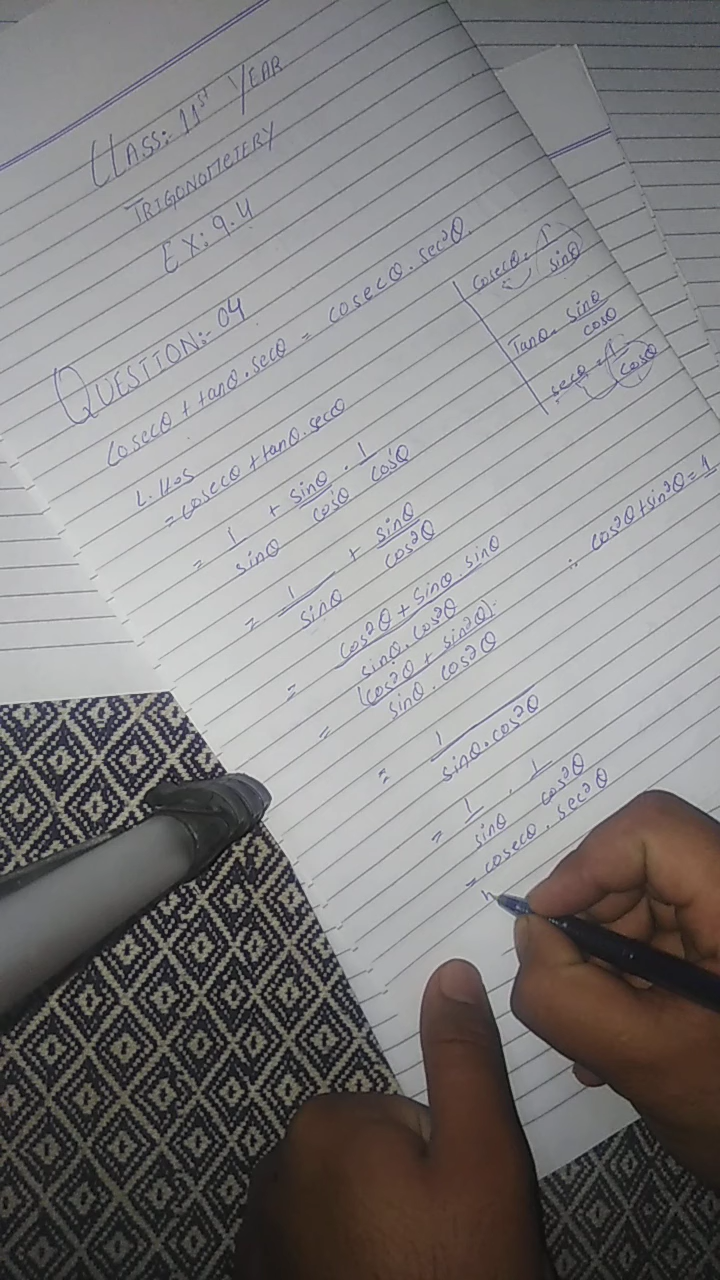 CLASS:- 11st YEAR
TRIGONOMETERY
EX: 9.4
QUESTION:- 04
cosecθ + tanθ.secθ = cosecθ.sec²θ.
cosecθ = 1/sinθ
Tanθ = sinθ/cosθ
secθ = 1/cosθ
L.H.S
= cosecθ + tanθ.secθ
= 1/sinθ + sinθ/cosθ . 1/cosθ
= 1/sinθ + sinθ/cos²θ
= cos²θ + sinθ.sinθ / sinθ.cos²θ
= (cos²θ + sin²θ) / sinθ.cos²θ ∴ cos²θ + sin²θ = 1
= 1/sinθ.cos²θ
= 1/sinθ . 1/cos²θ
= cosecθ . sec²θ